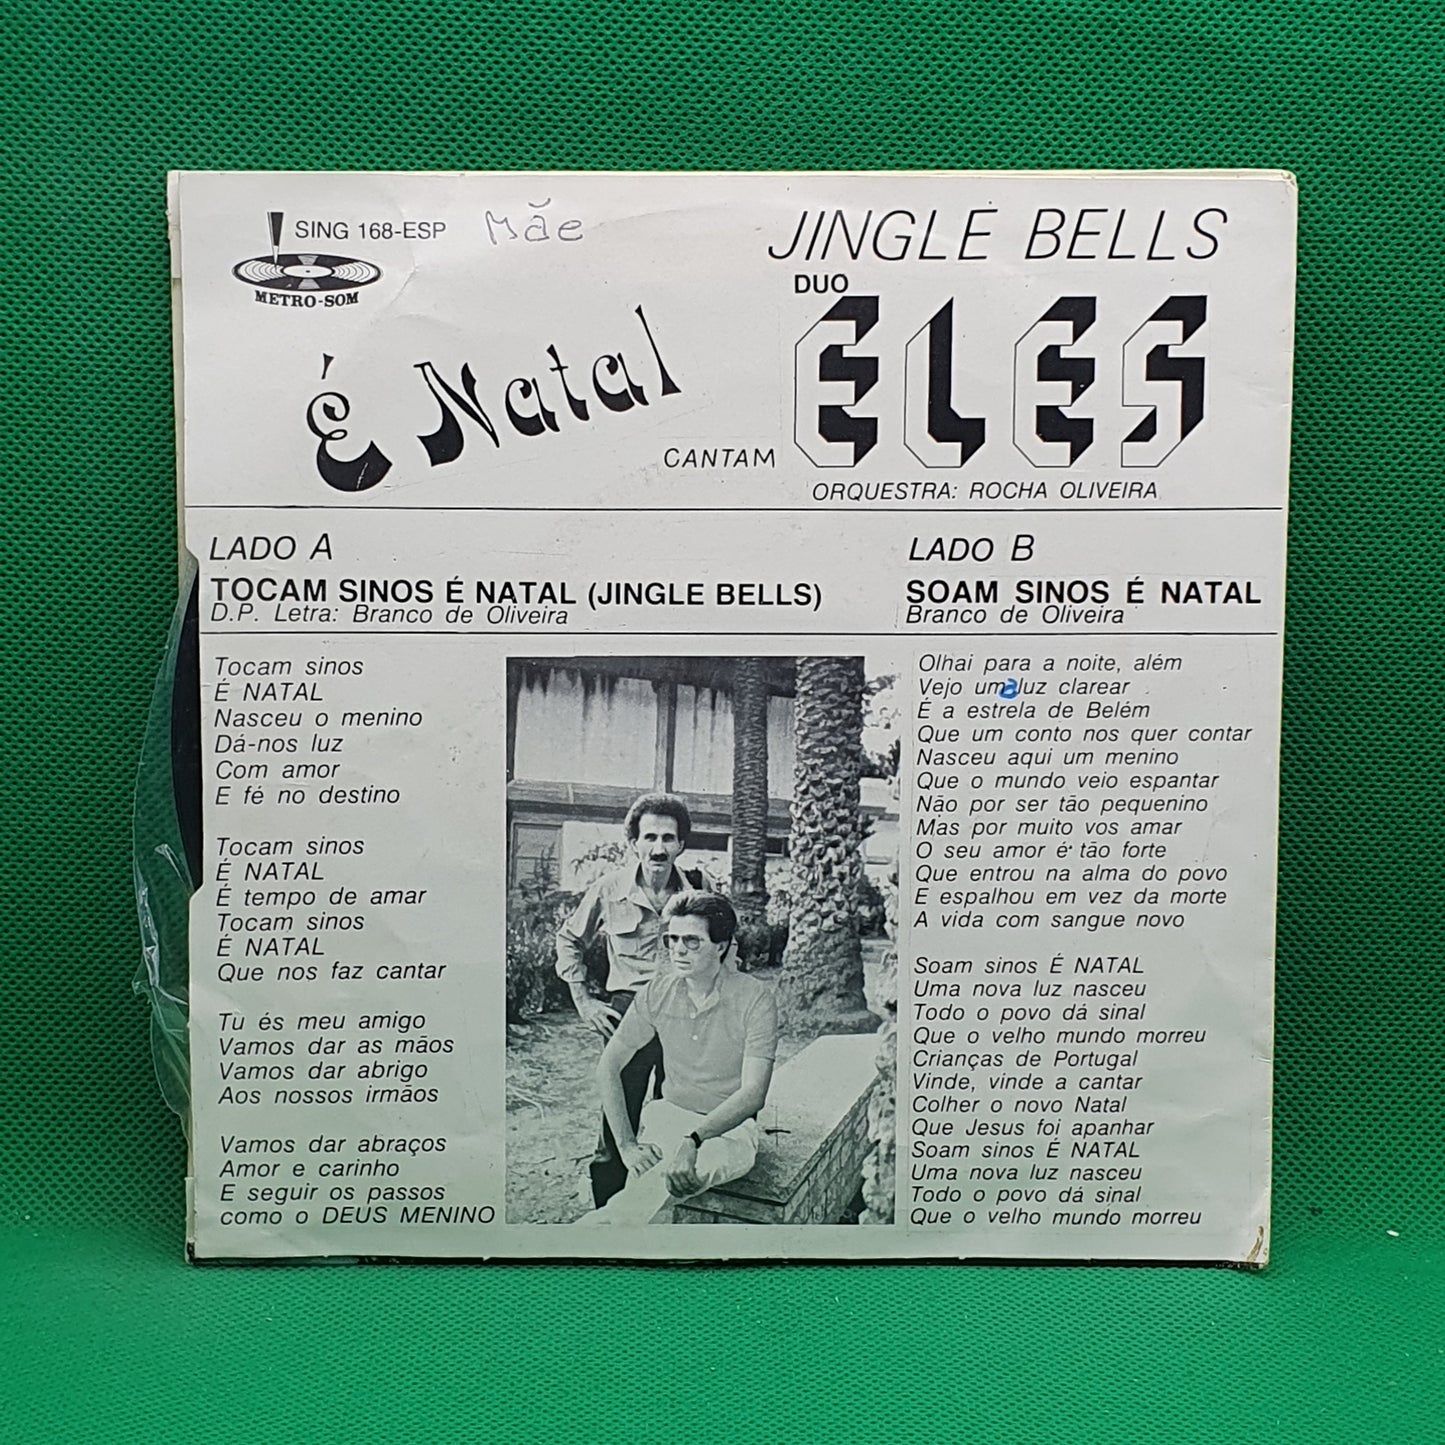 SING 168-ESP
Mãe
METRO-SOM
JINGLE BELLS
DUO
ELES
É Natal
CANTAM
ORQUESTRA: ROCHA OLIVEIRA
LADO A
TOCAM SINOS É NATAL (JINGLE BELLS)
D.P. Letra: Branco de Oliveira
LADO B
SOAM SINOS É NATAL
Branco de Oliveira
Tocam sinos
É NATAL
Nasceu o menino
Dá-nos luz
Com amor
E fé no destino
Tocam sinos
É NATAL
É tempo de amar
Tocam sinos
É NATAL
Que nos faz cantar
Tu és meu amigo
Vamos dar as mãos
Vamos dar abrigo
Aos nossos irmãos
Vamos dar abraços
Amor e carinho
E seguir os passos
como o DEUS MENINO
Olhai para a noite, além
Vejo uma luz clarear
É a estrela de Belém
Que um conto nos quer contar
Nasceu aqui um menino
Que o mundo veio espantar
Não por ser tão pequenino
Mas por muito vos amar
O seu amor é tão forte
Que entrou na alma do povo
E espalhou em vez da morte
A vida com sangue novo
Soam sinos É NATAL
Uma nova luz nasceu
Todo o povo dá sinal
Que o velho mundo morreu
Crianças de Portugal
Vinde, vinde a cantar
Colher o novo Natal
Que Jesus foi apanhar
Soam sinos É NATAL
Uma nova luz nasceu
Todo o povo dá sinal
Que o velho mundo morreu